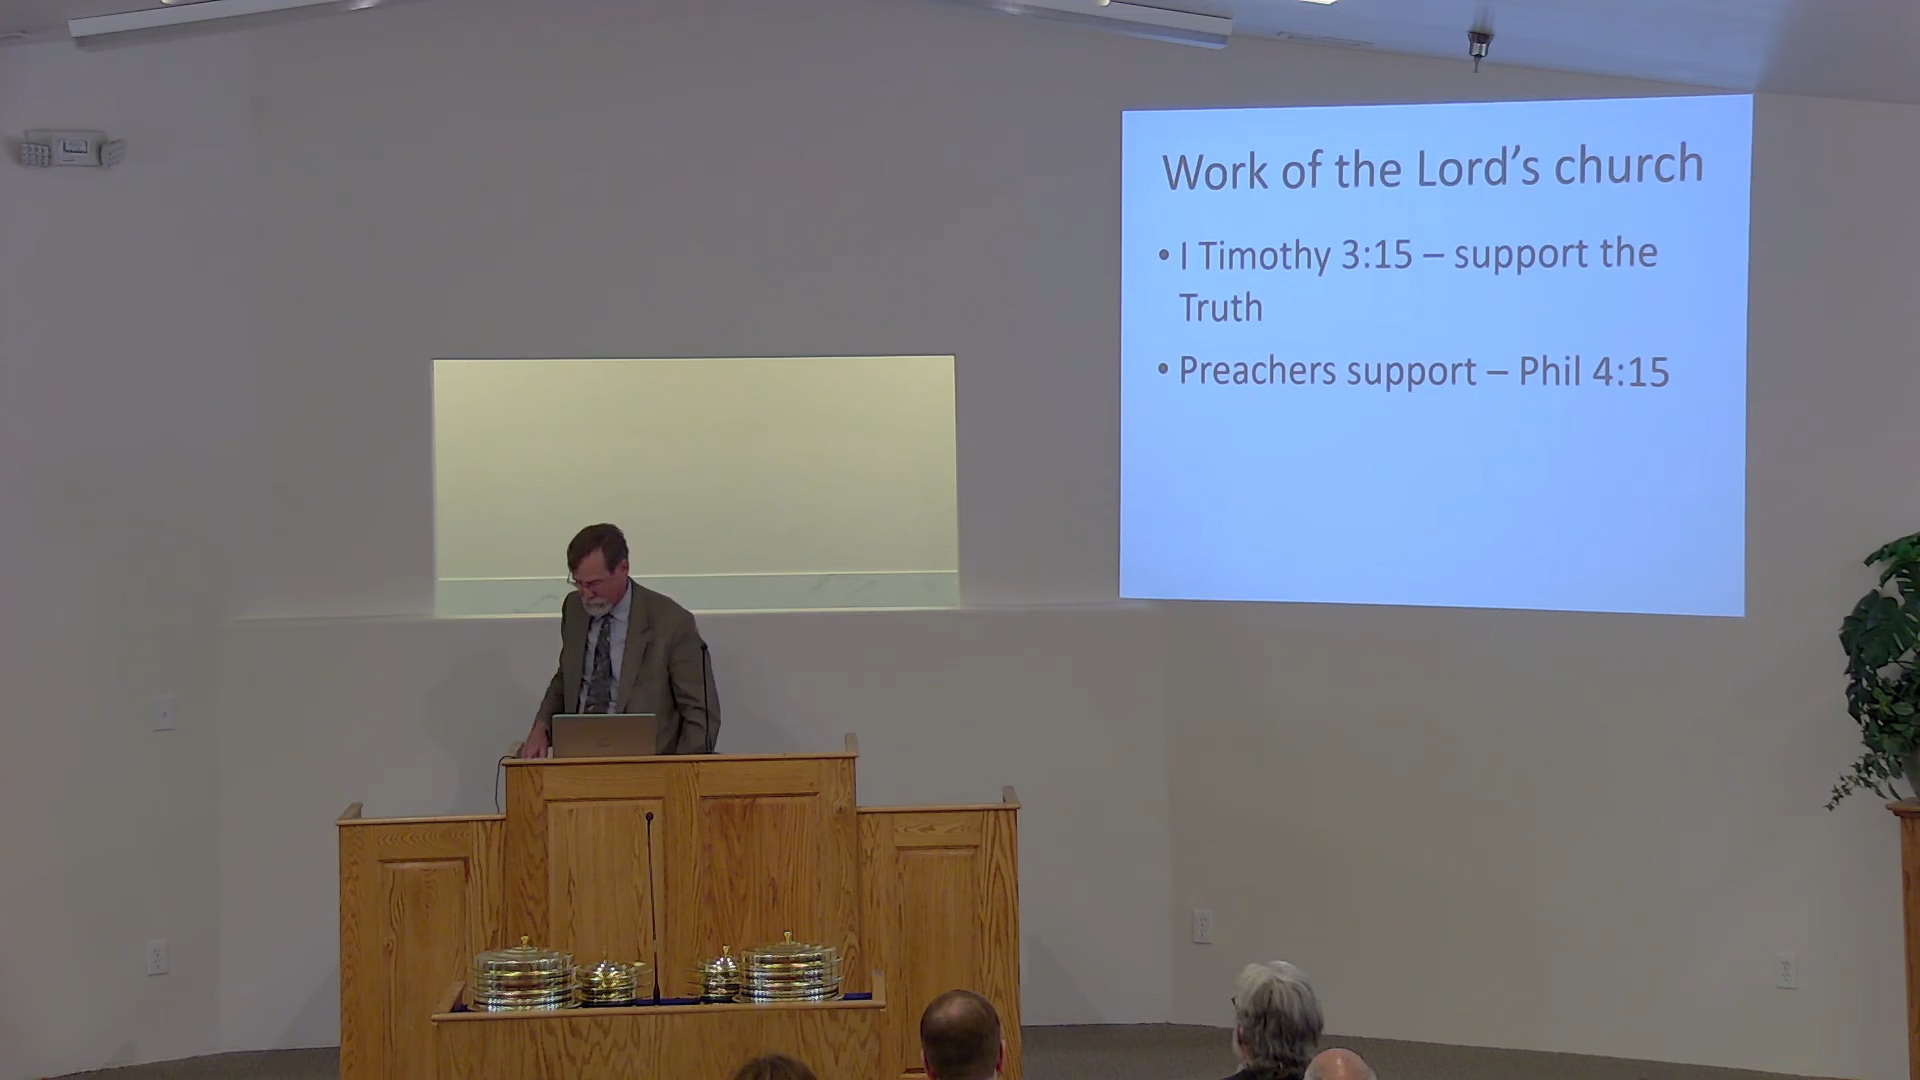 Work of the Lord’s church
• I Timothy 3:15 – support the
Truth
• Preachers support – Phil 4:15